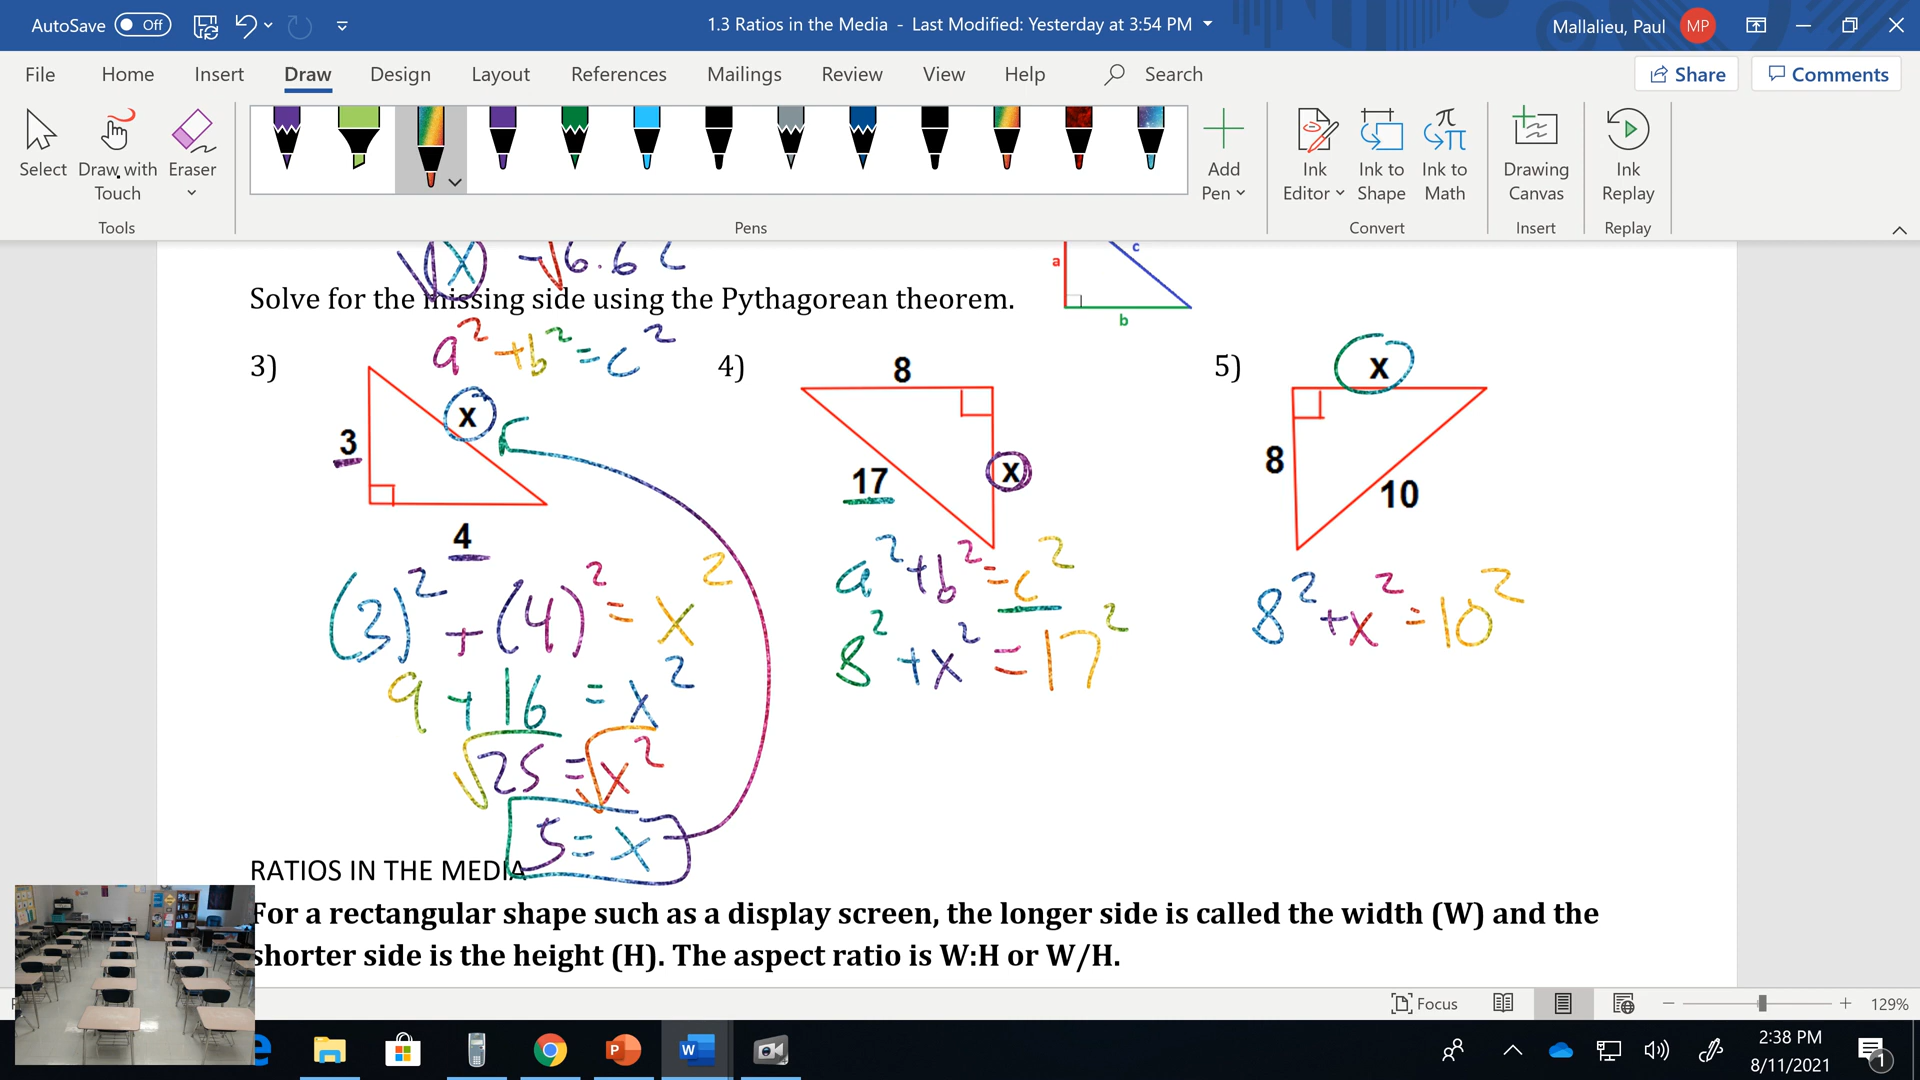 AutoSave Off 1.3 Ratios in the Media - Last Modified: Yesterday at 3:54 PM Mallalieu, Paul MP
File Home Insert Draw Design Layout References Mailings Review View Help Search Share Comments
Select Draw with Touch Eraser Add Pen Ink Editor Ink to Shape Ink to Math Drawing Canvas Ink Replay
Tools Pens Convert Insert Replay
Solve for the missing side using the Pythagorean theorem.
a c
b
3) a² + b² = c²
x
3
4
(3)² + (4)² = x²
9 + 16 = x²
√25 = √x²
5 = x
4) 8
17 x
a² + b² = c²
8² + x² = 17²
5) x
8 10
8² + x² = 10²
RATIOS IN THE MEDIA
For a rectangular shape such as a display screen, the longer side is called the width (W) and the
shorter side is the height (H). The aspect ratio is W:H or W/H.
Focus 129%
2:38 PM
8/11/2021
1